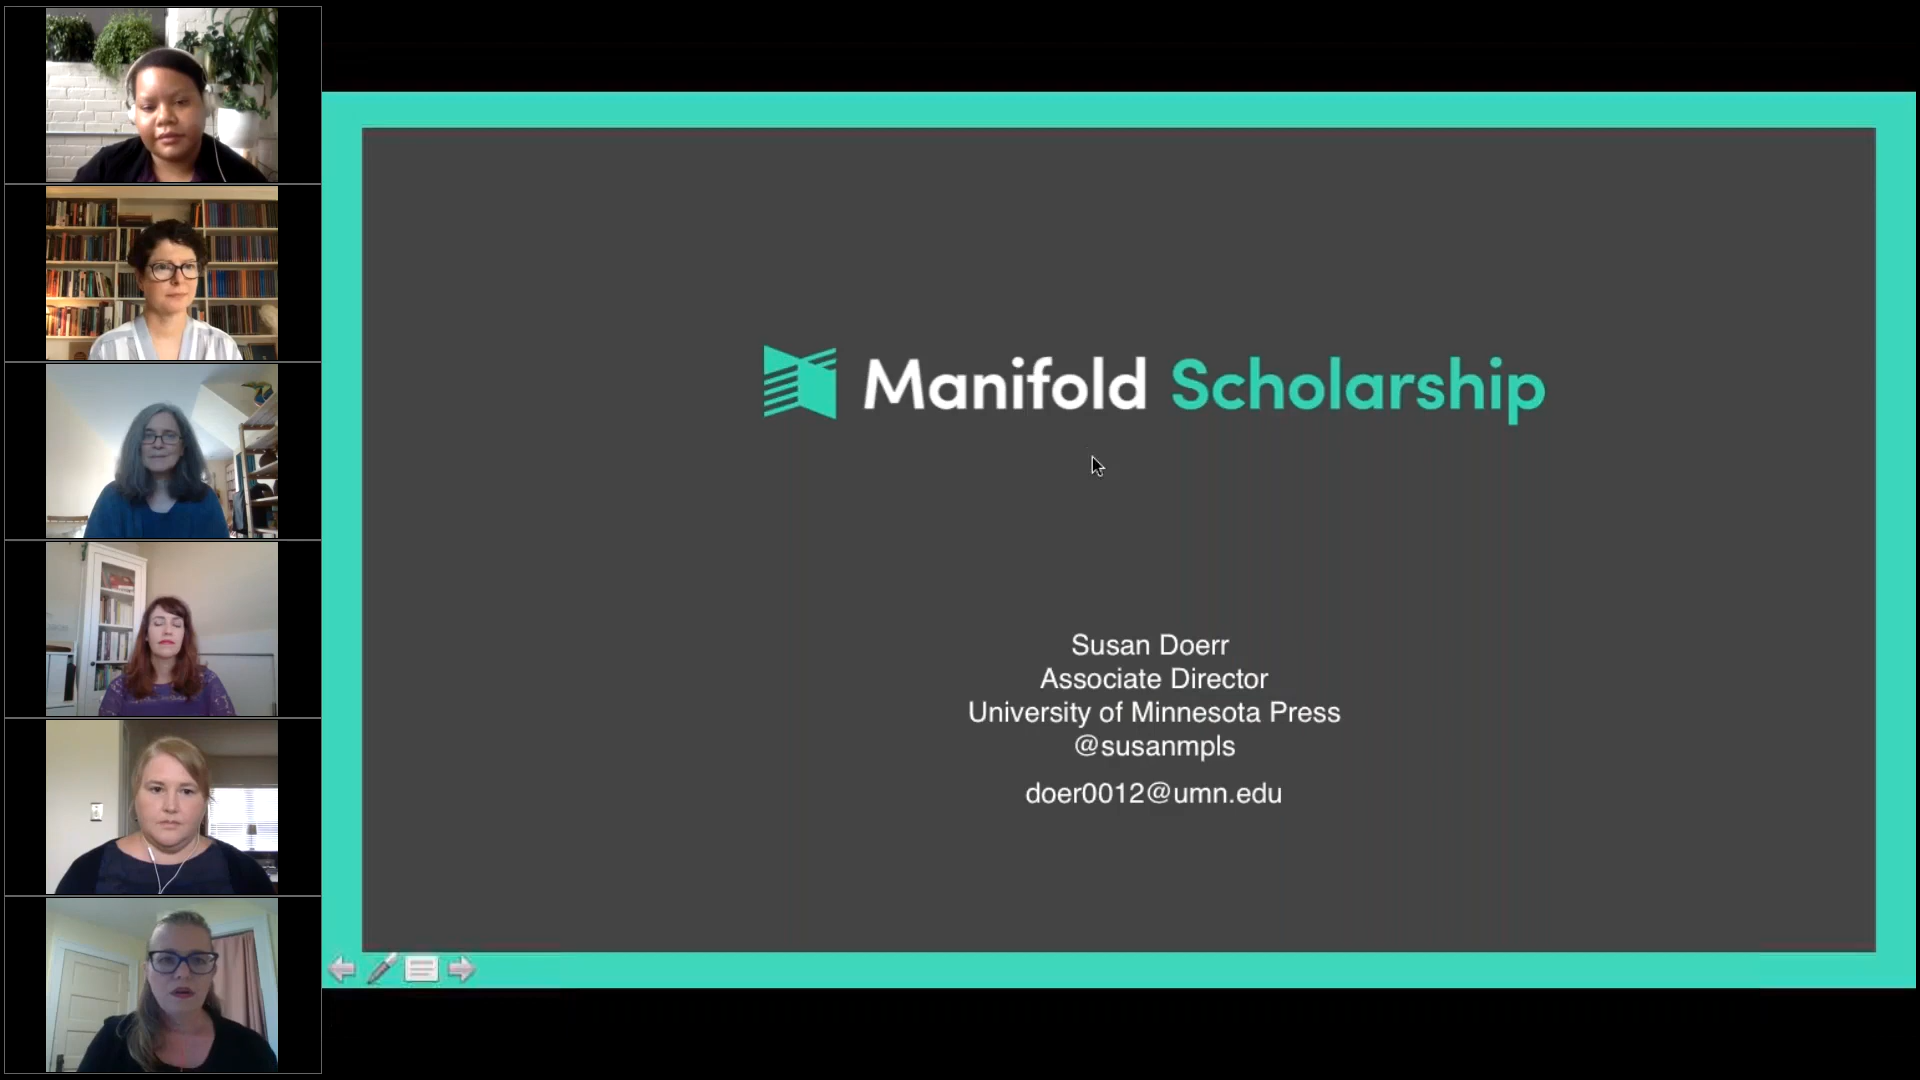 Manifold Scholarship
Susan Doerr
Associate Director
University of Minnesota Press
@susanmpls
doer0012@umn.edu